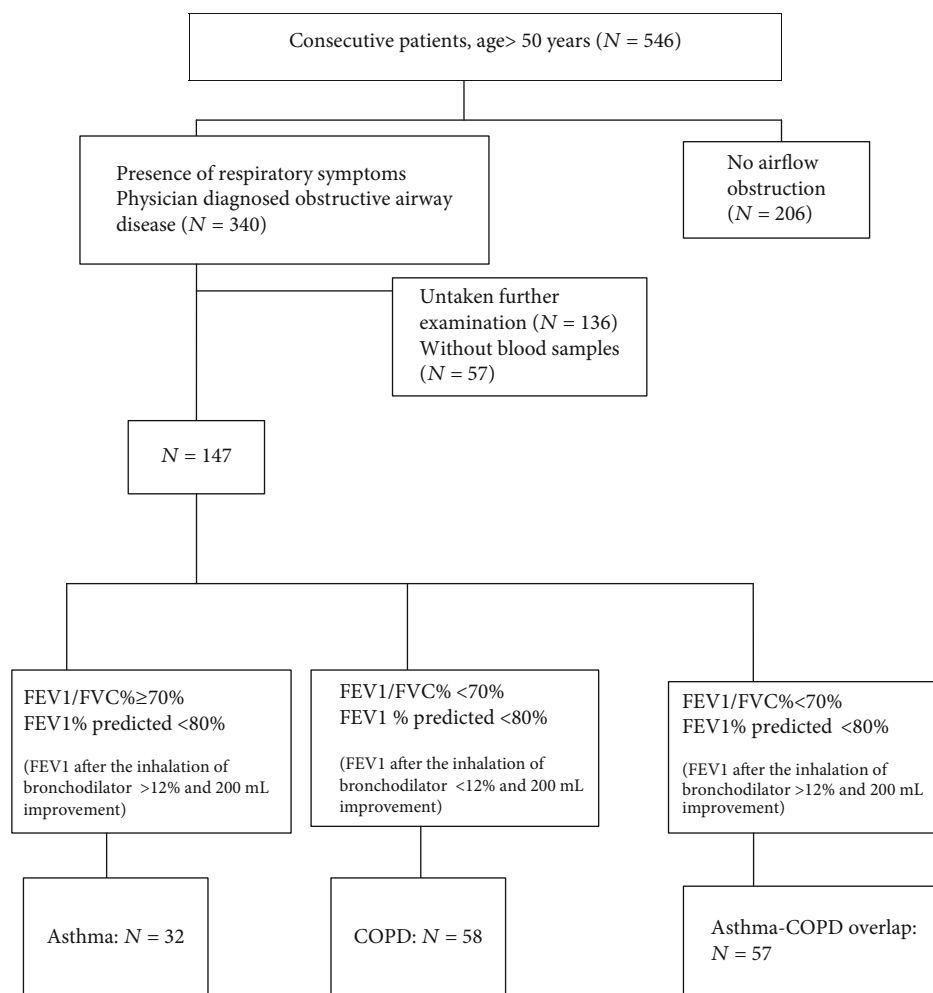 Consecutive patients, age> 50 years (N = 546)
Presence of respiratory symptoms
Physician diagnosed obstructive airway
disease (N = 340)
No airflow
obstruction
(N = 206)
Untaken further
examination (N = 136)
Without blood samples
(N = 57)
N = 147
FEV1/FVC%≥70%
FEV1% predicted <80%
(FEV1 after the inhalation of
bronchodilator >12% and 200 mL
improvement)
FEV1/FVC% <70%
FEV1 % predicted <80%
(FEV1 after the inhalation of
bronchodilator <12% and 200 mL
improvement)
FEV1/FVC%<70%
FEV1% predicted <80%
(FEV1 after the inhalation of
bronchodilator >12% and 200 mL
improvement)
Asthma: N = 32
COPD: N = 58
Asthma-COPD overlap:
N = 57